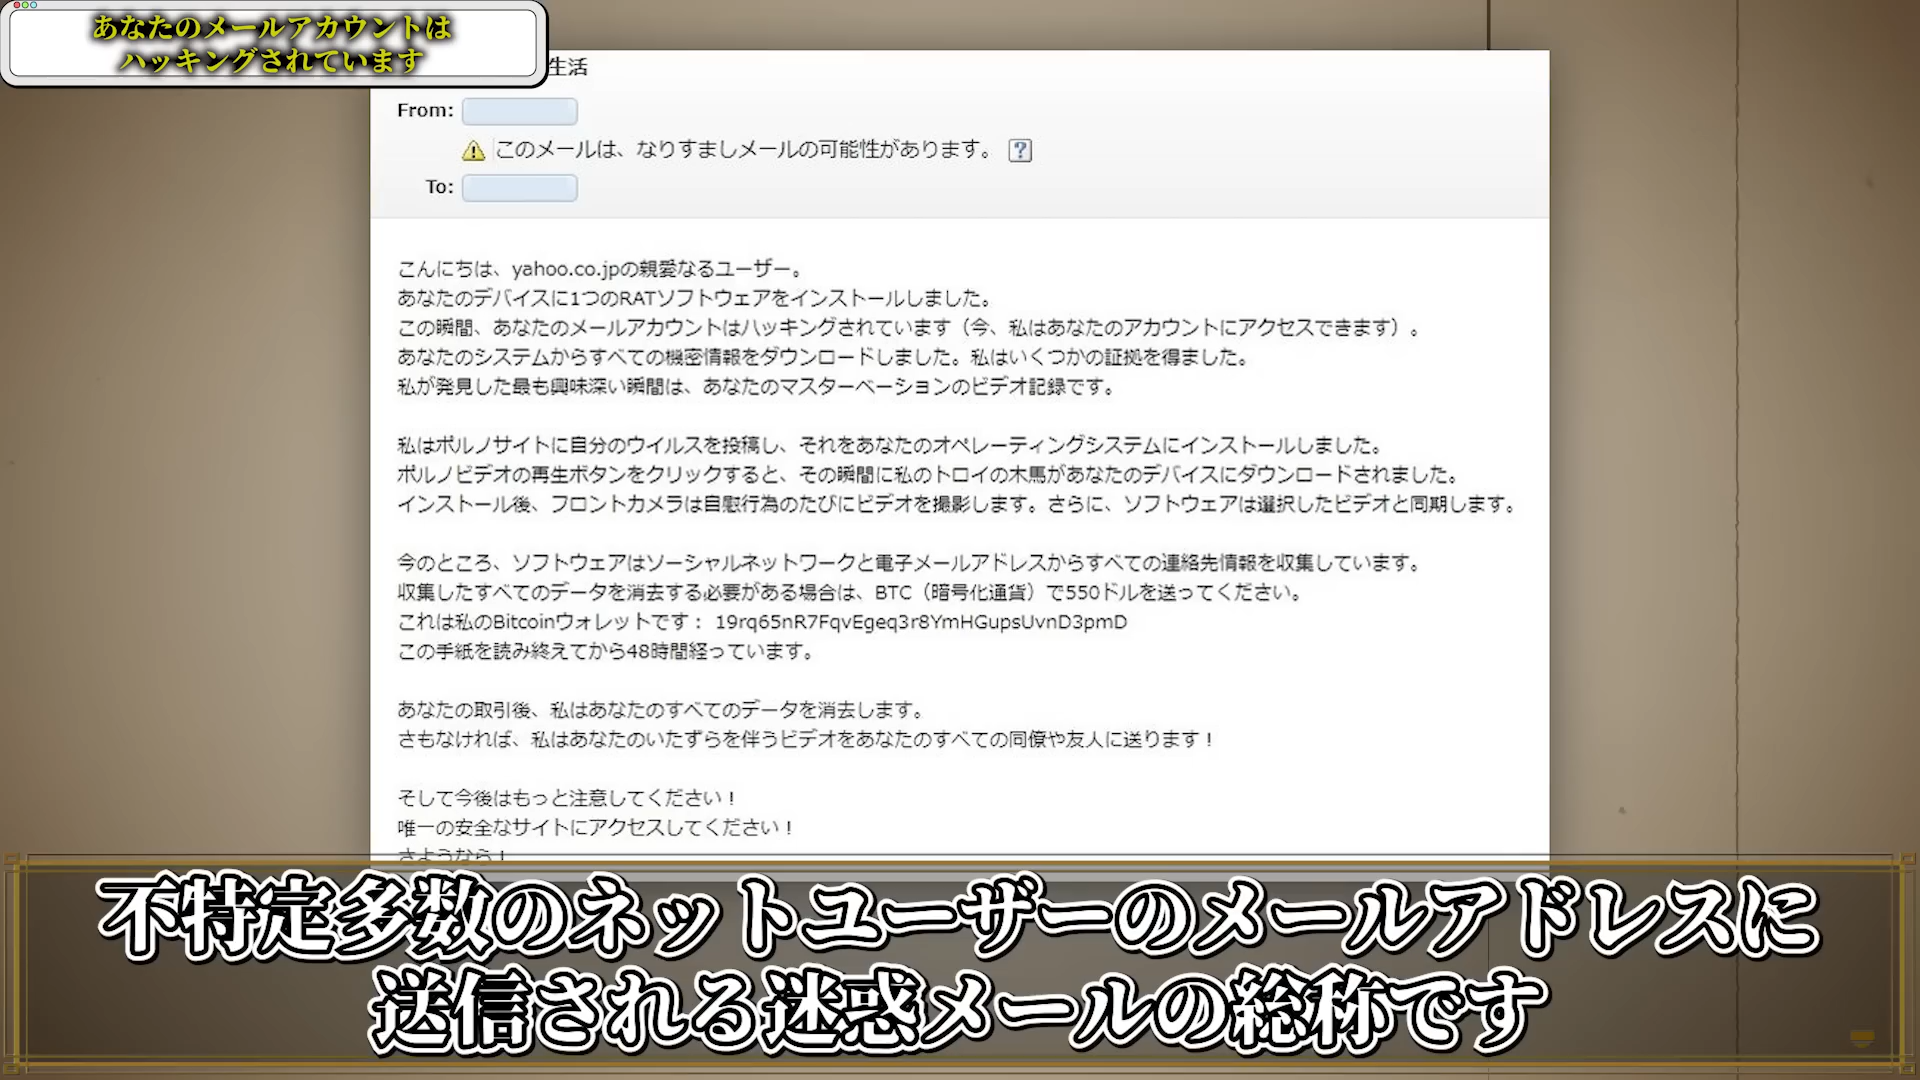 あなたのメールアカウントは
ハッキングされています
生活
From:
このメールは、なりすましメールの可能性があります。 ?
To:
こんにちは、yahoo.co.jpの親愛なるユーザー。
あなたのデバイスに1つのRATソフトウェアをインストールしました。
この瞬間、あなたのメールアカウントはハッキングされています（今、私はあなたのアカウントにアクセスできます）。
あなたのシステムからすべての機密情報をダウンロードしました。私はいくつかの証拠を得ました。
私が発見した最も興味深い瞬間は、あなたのマスターベーションのビデオ記録です。
私はポルノサイトに自分のウイルスを投稿し、それをあなたのオペレーティングシステムにインストールしました。
ポルノビデオの再生ボタンをクリックすると、その瞬間に私のトロイの木馬があなたのデバイスにダウンロードされました。
インストール後、フロントカメラは自慰行為のたびにビデオを撮影します。さらに、ソフトウェアは選択したビデオと同期します。
今のところ、ソフトウェアはソーシャルネットワークと電子メールアドレスからすべての連絡先情報を収集しています。
収集したすべてのデータを消去する必要がある場合は、BTC（暗号化通貨）で550ドルを送ってください。
これは私のBitcoinウォレットです： 19rq65nR7FqvEgeq3r8YmHGupsUvnD3pmD
この手紙を読み終えてから48時間経っています。
あなたの取引後、私はあなたのすべてのデータを消去します。
さもなければ、私はあなたのいたずらを伴うビデオをあなたのすべての同僚や友人に送ります！
そして今後はもっと注意してください！
唯一の安全なサイトにアクセスしてください！
さようなら！
不特定多数のネットユーザーのメールアドレスに
送信される迷惑メールの総称です